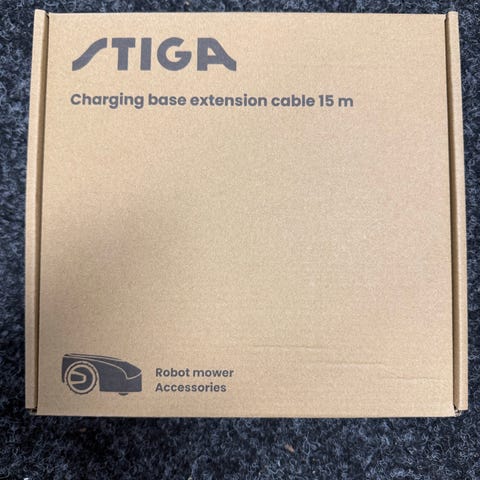 STIGA
Charging base extension cable 15 m
Robot mower
Accessories